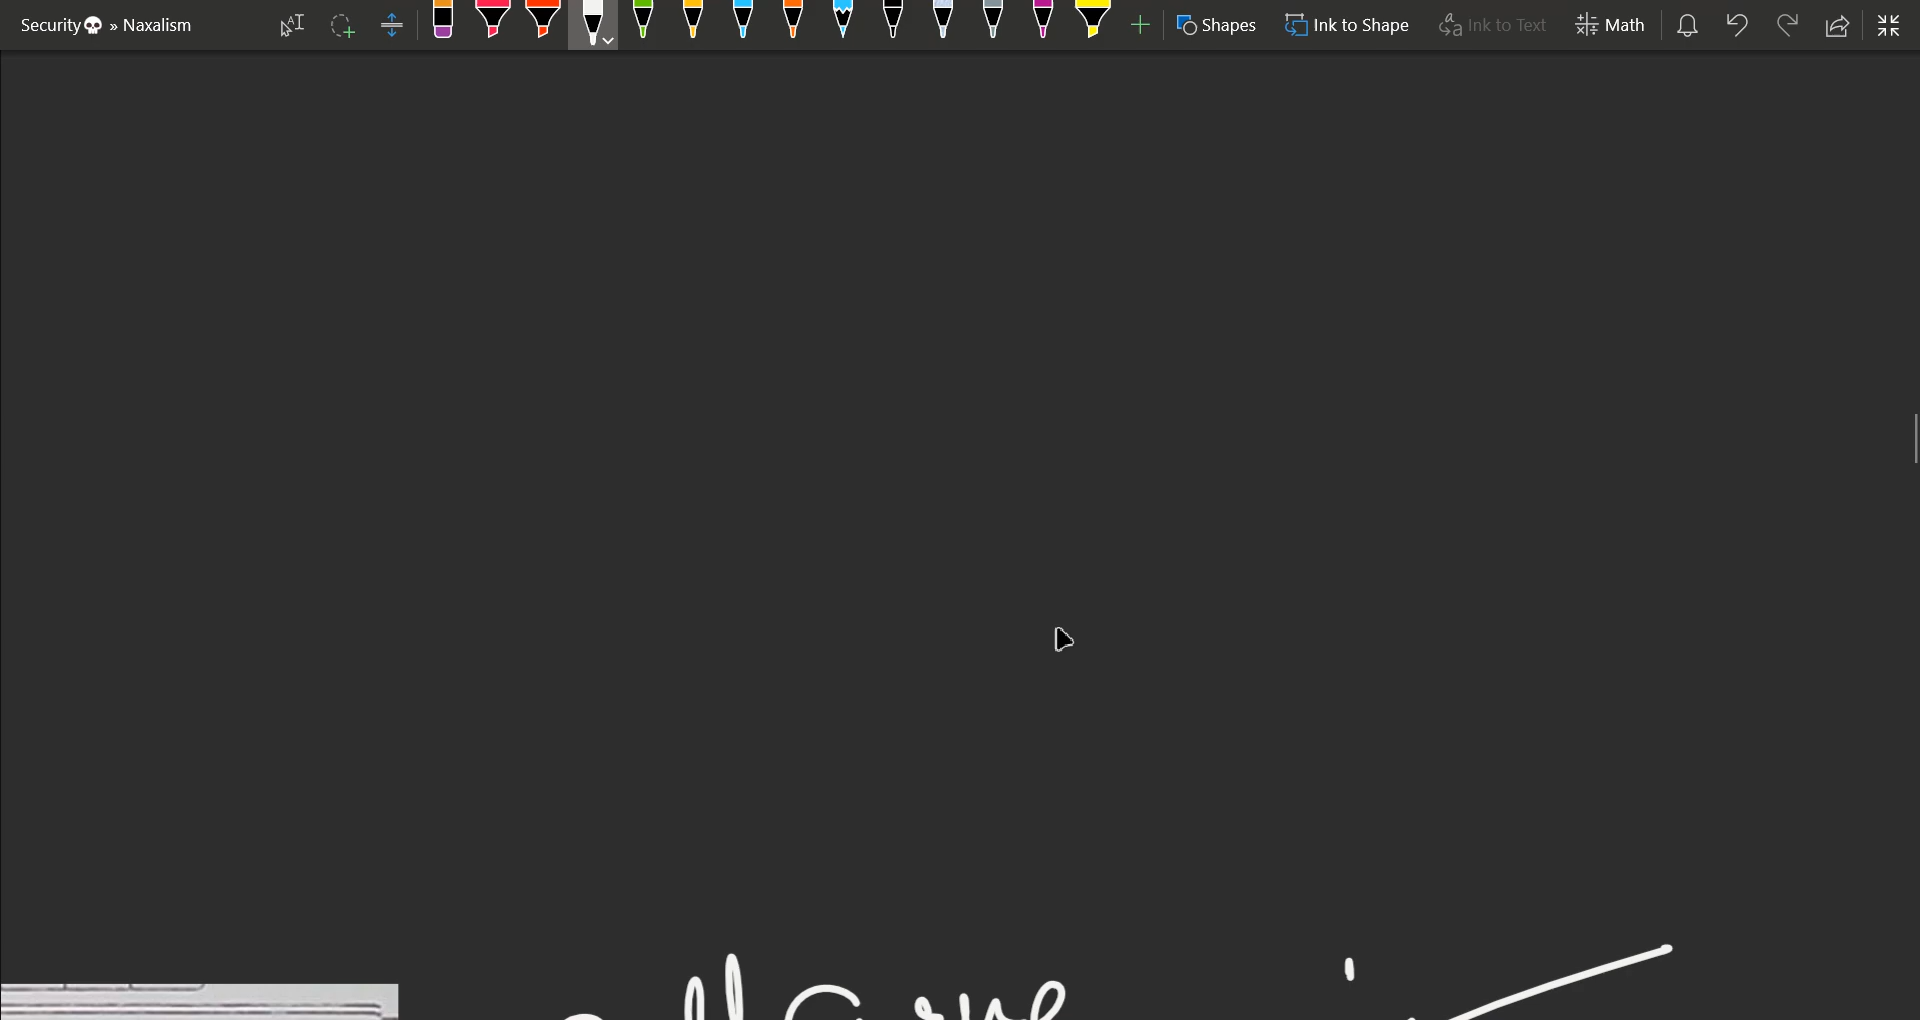 Security💀 » Naxalism
Shapes
Ink to Shape
Ink to Text
Math